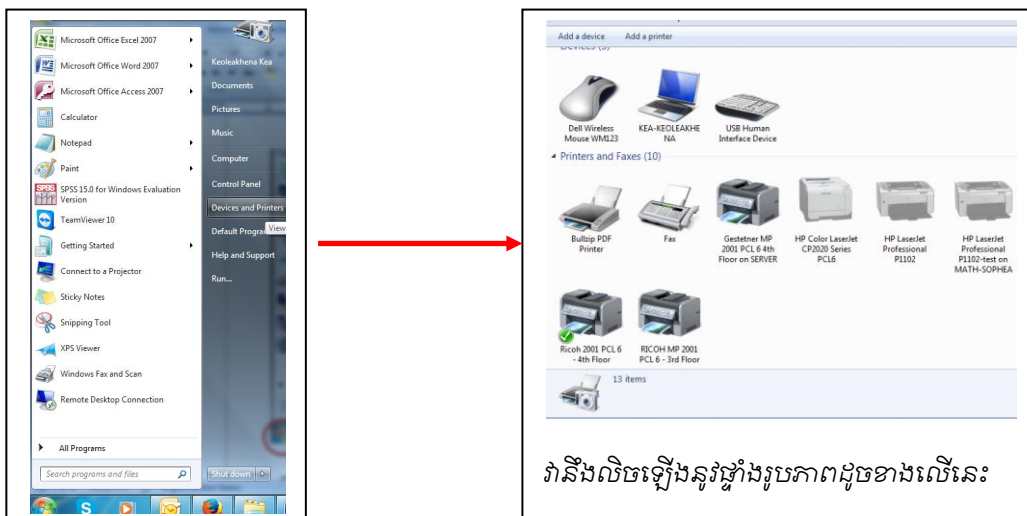 Microsoft Office Excel 2007
Microsoft Office Word 2007
Microsoft Office Access 2007
Calculator
Notepad
Paint
SPSS 15.0 for Windows Evaluation
Version
TeamViewer 10
Getting Started
Connect to a Projector
Sticky Notes
Snipping Tool
XPS Viewer
Windows Fax and Scan
Remote Desktop Connection
All Programs
Search programs and files
Keoleakhena Kea
Documents
Pictures
Music
Computer
Control Panel
Devices and Printers
Default Progra
View
Help and Support
Run...
Shut down
Add a device Add a printer
Devices (3)
Dell Wireless
Mouse WM123
KEA-KEOLEAKHE
NA
USB Human
Interface Device
Printers and Faxes (10)
Bullzip PDF
Printer
Fax
Gestetner MP
2001 PCL 6 4th
Floor on SERVER
HP Color LaserJet
CP2020 Series
PCL6
HP LaserJet
Professional
P1102
HP LaserJet
Professional
P1102-test on
MATH-SOPHEA
Ricoh 2001 PCL 6
- 4th Floor
RICOH MP 2001
PCL 6 - 3rd Floor
13 items
វានឹងលិចឡើងនូវផ្ទាំងរូបភាពដូចខាងលើនេះ